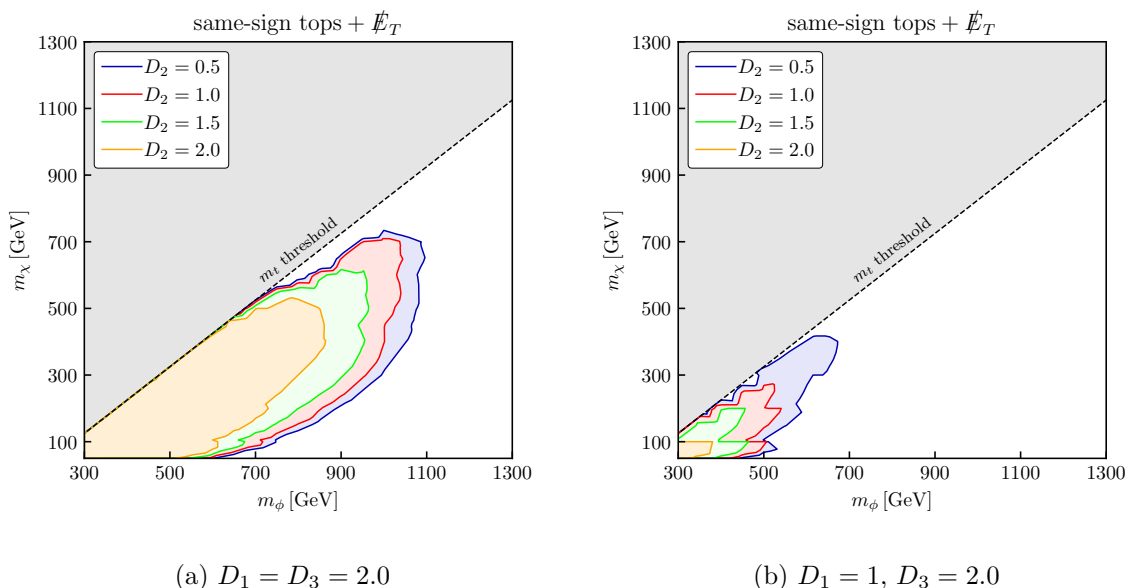 same-sign tops + E̸_T
1300
1100
900
700
500
300
100
m_χ [GeV]
D_2 = 0.5
D_2 = 1.0
D_2 = 1.5
D_2 = 2.0
m_t threshold
300 500 700 900 1100 1300
m_ϕ [GeV]
(a) D_1 = D_3 = 2.0
same-sign tops + E̸_T
1300
1100
900
700
500
300
100
m_χ [GeV]
D_2 = 0.5
D_2 = 1.0
D_2 = 1.5
D_2 = 2.0
m_t threshold
300 500 700 900 1100 1300
m_ϕ [GeV]
(b) D_1 = 1, D_3 = 2.0